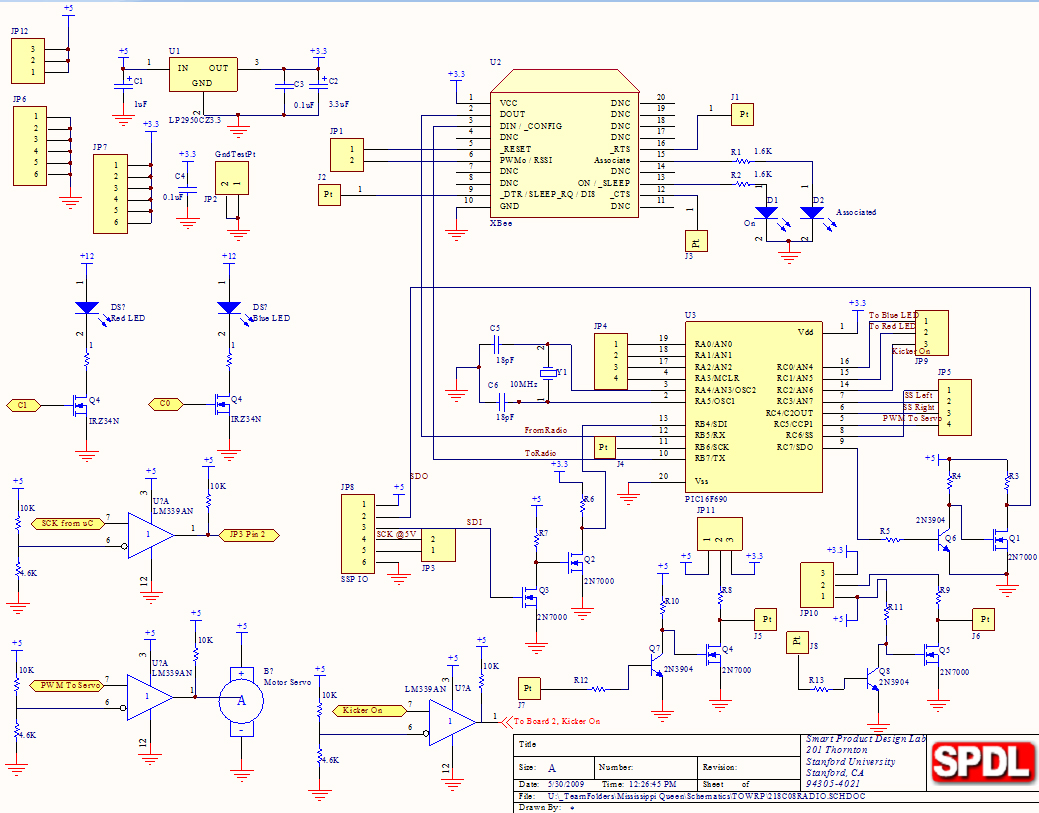 +5
JP12
3
2
1
+5
U1
+3.3
1 IN OUT 3
GND
C1
1uF
2
LP2950CZ3.3
C3
0.1uF
C2
3.3uF
JP6
1
2
3
4
5
6
JP7
+3.3
1
2
3
4
5
6
+3.3
C4
0.1uF
GndTestPt
2 1
JP2
JP1
1
2
J2
Pt 1
U2
+3.3
1 VCC DNC 20
2 DOUT DNC 19
3 DIN / _CONFIG DNC 18
4 DNC DNC 17
5 _RESET _RTS 16
6 PWMo / RSSI Associate 15
7 DNC DNC 14
8 DNC ON / _SLEEP 13
9 _DTR / SLEEP_RQ / DI8 _CTS 12
10 GND DNC 11
XBee
J1
1 Pt
R1 1.6K
R2 1.6K
1 D1
On
2
1 D2
Associated
2
1
Pt
J3
+12
1
DS?
Red LED
2
1
C1
Q4
IRZ34N
+12
1
DS?
Blue LED
2
1
C0
Q4
IRZ34N
C5
18pF
C6
18pF
2
Y1
10MHz
1
JP4
1
2
3
4
U3
+3.3
Vdd 1
19 RA0/AN0
18 RA1/AN1
17 RA2/AN2
4 RA3/MCLR
3 RA4/AN3/OSC2
2 RA5/OSC1
RC0/AN4 16
RC1/AN5 15
RC2/AN6 14
RC3/AN7 7
RC4/C2OUT 6
RC5/CCP1 5
RC6/SS 8
RC7/SDO 9
13 RB4/SDI
12 RB5/RX
11 RB6/SCK
10 RB7/TX
20 Vss
PIC16F690
FromRadio
ToRadio
Pt
J4
To Blue LED
To Red LED
Kicker On
1
2
3
JP9
JP5
SS Left
SS Right
PWM To Servo
1
2
3
4
+5
10K
SCK from uC
7
6
4.6K
+5
3
U?A
LM339AN
1
12
+5
10K
1
JP3 Pin 2
SDO
JP8
1
2
3
4
5
6
SSP IO
+5
SCK @5V
2
1
JP3
SDI
+5
R7
+3.3
R6
Q2
2N7000
Q3
2N7000
JP11
1 2 3
+5
+3.3
R8
+5
R10
Q7
2N3904
Q4
2N7000
Pt
J5
Pt
J7
R12
+5
R4
R3
R5
2N3904
Q6
Q1
2N7000
+3.3
3
2
1
JP10
+5
R9
R11
Pt
J8
R13
Q8
2N3904
Q5
2N7000
Pt
J6
+5
10K
PWM To Servo
7
6
4.6K
+5
3
U?A
LM339AN
1
12
+5
10K
1
+5
+
A
-
B?
Motor Servo
+5
10K
Kicker On
7
6
4.6K
+5
LM339AN
3
U?A
1
12
+5
10K
1
To Board 2, Kicker On
Title
Size: A
Number:
Revision:
Date: 5/30/2009 Time: 12:26:45 PM
Sheet of
File: U:\_TeamFolders\Mississippi Queen\Schematics\TOWRP\218C08RADIO.SCHDOC
Drawn By: *
Smart Product Design Lab
201 Thornton
Stanford University
Stanford, CA
94305-4021
SPDL